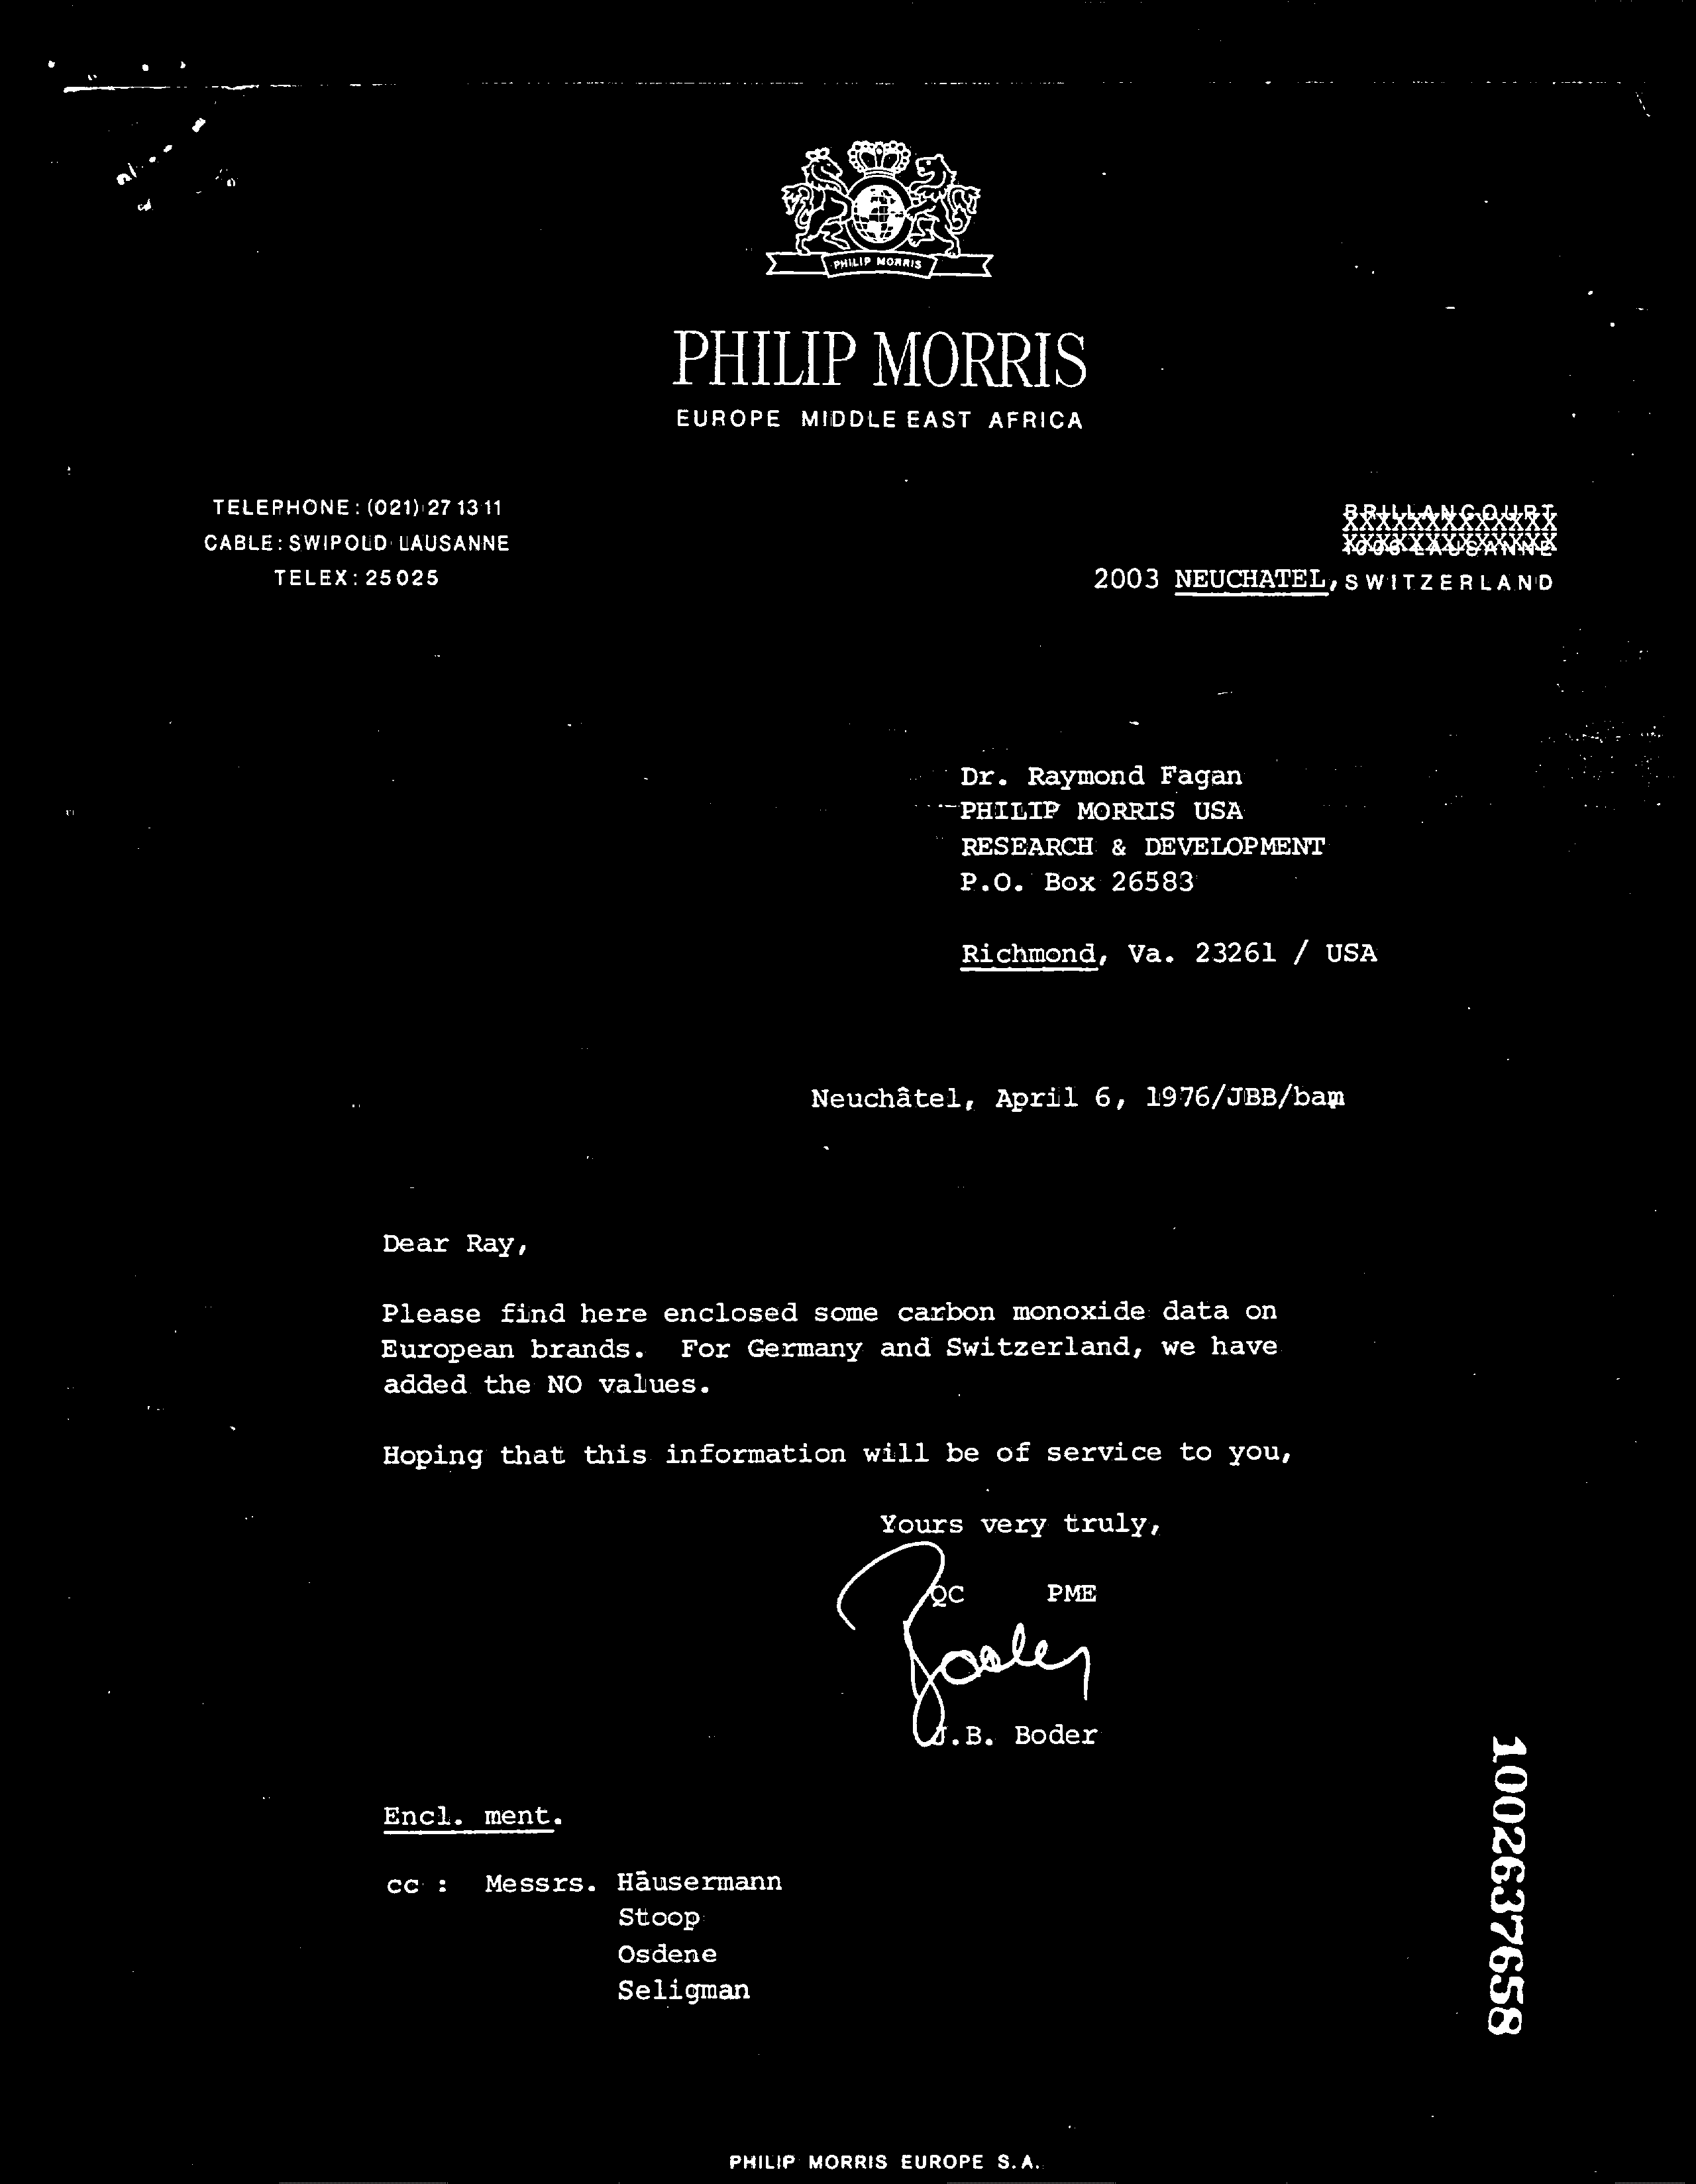 PHILIP MORRIS
PHILIP MORRIS
EUROPE MIDDLE EAST AFRICA
TELEPHONE: (021) 27 13 11
CABLE: SWIPOLD LAUSANNE
TELEX: 25025
BRILLANCOURT
1006 LAUSANNE
2003 NEUCHATEL, SWITZERLAND
Dr. Raymond Fagan
PHILIP MORRIS USA
RESEARCH & DEVELOPMENT
P.O. Box 26583
Richmond, Va. 23261 / USA
Neuchâtel, April 6, 1976/JBB/bam
Dear Ray,
Please find here enclosed some carbon monoxide data on
European brands. For Germany and Switzerland, we have
added the NO values.
Hoping that this information will be of service to you,
Yours very truly,
QC PME
Boder
J.B. Boder
Encl. ment.
cc : Messrs. Häusermann
Stoop
Osdene
Seligman
1002637658
PHILIP MORRIS EUROPE S.A.